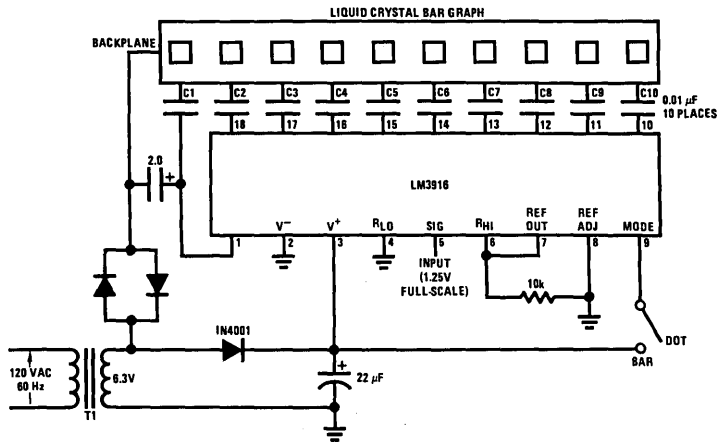 LIQUID CRYSTAL BAR GRAPH
BACKPLANE
C1 C2 C3 C4 C5 C6 C7 C8 C9 C10
0.01 μF
10 PLACES
18 17 16 15 14 13 12 11 10
2.0
+
LM3916
V− V+ RLO SIG RHI REF OUT REF ADJ MODE
1 2 3 4 5 6 7 8 9
INPUT
(1.25V
FULL-SCALE)
10k
DOT
BAR
IN4001
120 VAC
60 Hz
6.3V
T1
+
22 μF